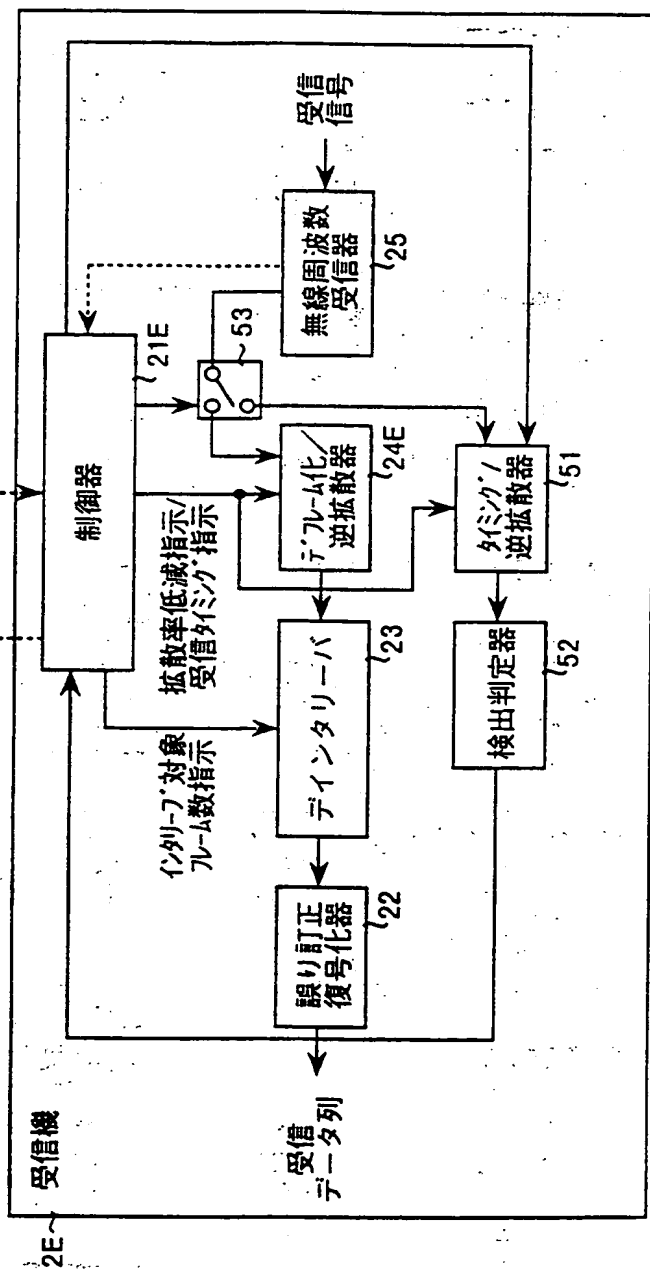 2E
受信機
制御器
21E
受信
信号
無線周波数
受信器
25
53
拡散率低減指示/
受信タイミング指示
デフレーム化/
逆拡散器
24E
タイミング/
逆拡散器
51
インタリーブ対象
フレーム数指示
ディンタリーバ
23
検出判定器
52
誤り訂正
復号化器
22
受信
データ列